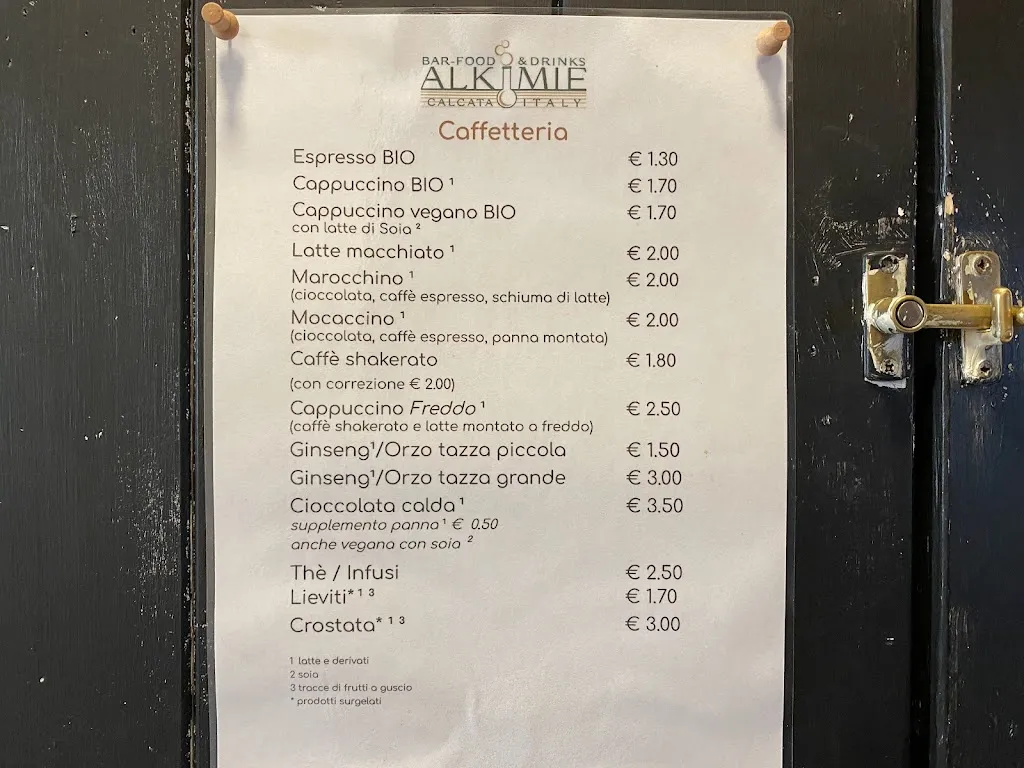 BAR-FOOD & DRINKS
ALKIMIE
CALCATA ITALY
Caffetteria
Espresso BIO € 1.30
Cappuccino BIO ¹ € 1.70
Cappuccino vegano BIO € 1.70
con latte di Soia ²
Latte macchiato ¹ € 2.00
Marocchino ¹ € 2.00
(cioccolata, caffè espresso, schiuma di latte)
Mocaccino ¹ € 2.00
(cioccolata, caffè espresso, panna montata)
Caffè shakerato € 1.80
(con correzione € 2.00)
Cappuccino Freddo ¹ € 2.50
(caffè shakerato e latte montato a freddo)
Ginseng¹/Orzo tazza piccola € 1.50
Ginseng¹/Orzo tazza grande € 3.00
Cioccolata calda ¹ € 3.50
supplemento panna ¹ € 0.50
anche vegana con soia ²
Thè / Infusi € 2.50
Lieviti* ¹ ³ € 1.70
Crostata* ¹ ³ € 3.00
1 latte e derivati
2 soia
3 tracce di frutti a guscio
* prodotti surgelati